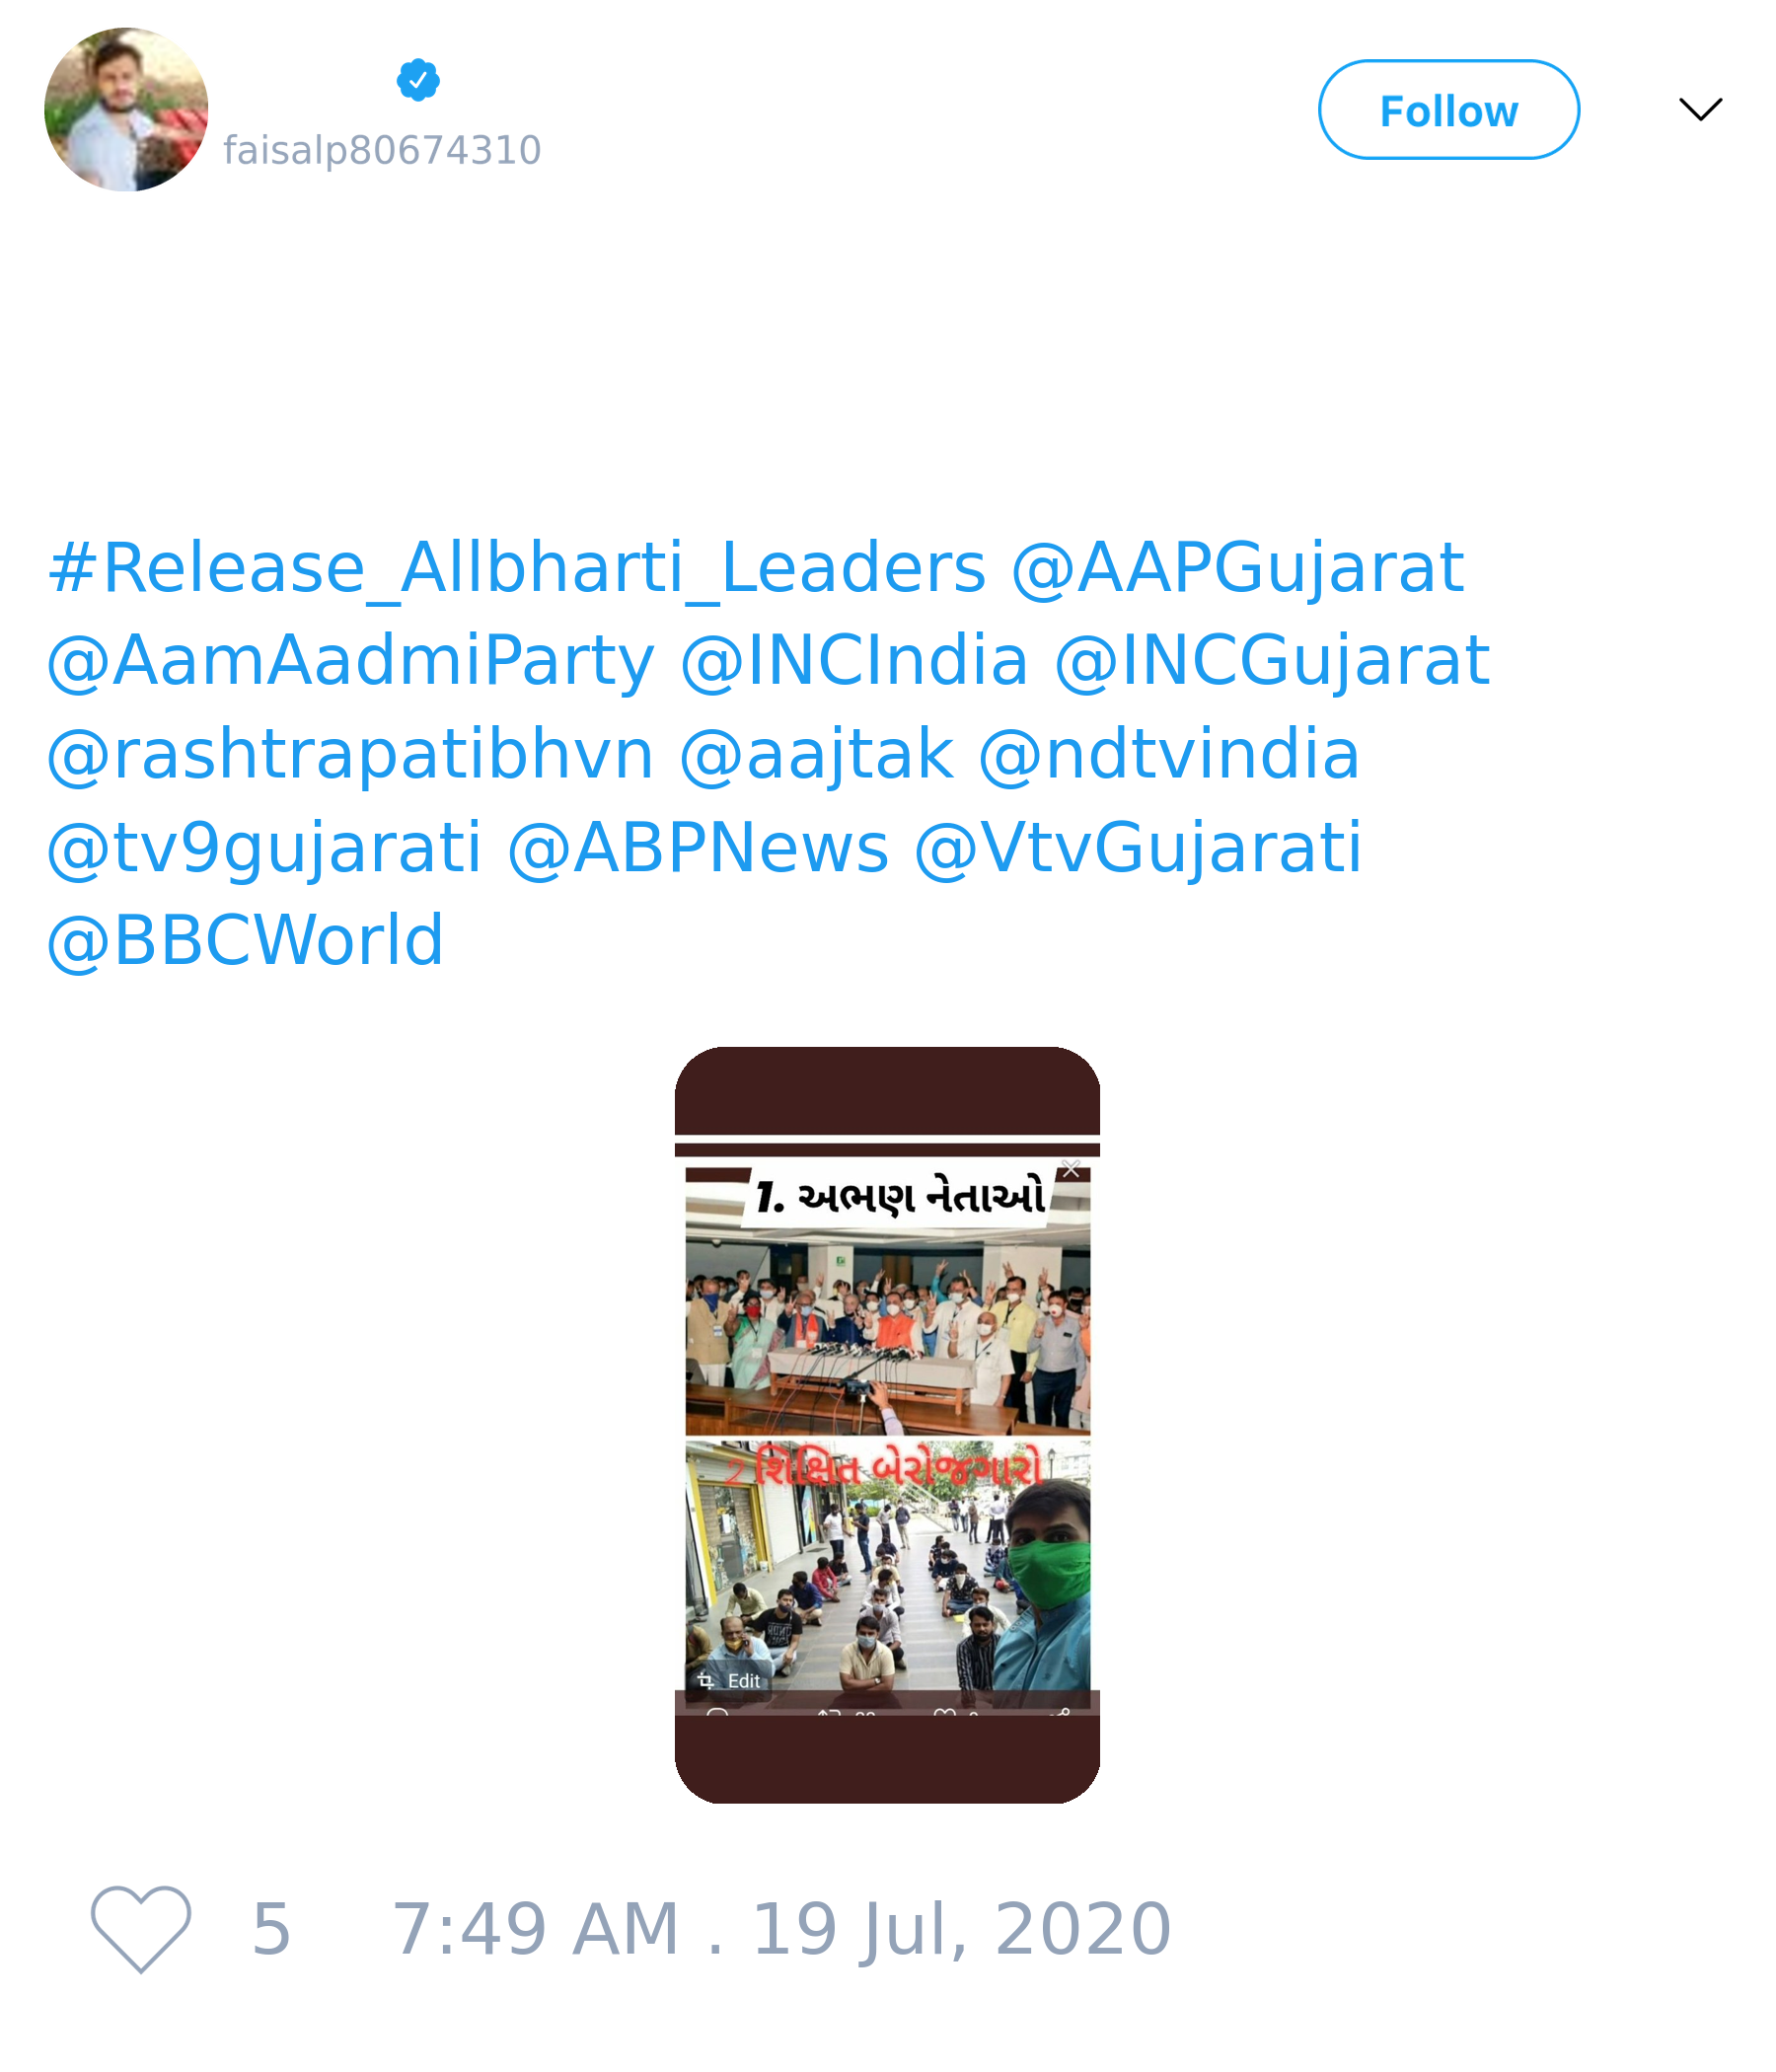 faisalp80674310
Follow
#Release_Allbharti_Leaders @AAPGujarat
@AamAadmiParty @INCIndia @INCGujarat
@rashtrapatibhvn @aajtak @ndtvindia
@tv9gujarati @ABPNews @VtvGujarati
@BBCWorld
1. અભણ નેતાઓ
2 શિક્ષિત બેરોજગારો
Edit
5 7:49 AM . 19 Jul, 2020